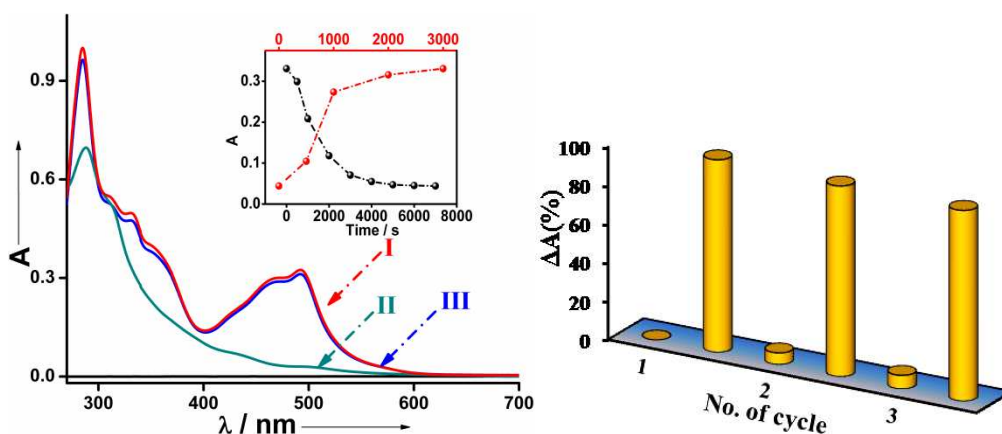 0.9
0.6
0.3
0.0
A
300 400 500 600 700
λ / nm
0 1000 2000 3000
0.3
0.2
0.1
0.0
A
0 2000 4000 6000 8000
Time / s
I
II
III
100
80
60
40
20
0
ΔA(%)
1
2
3
No. of cycle